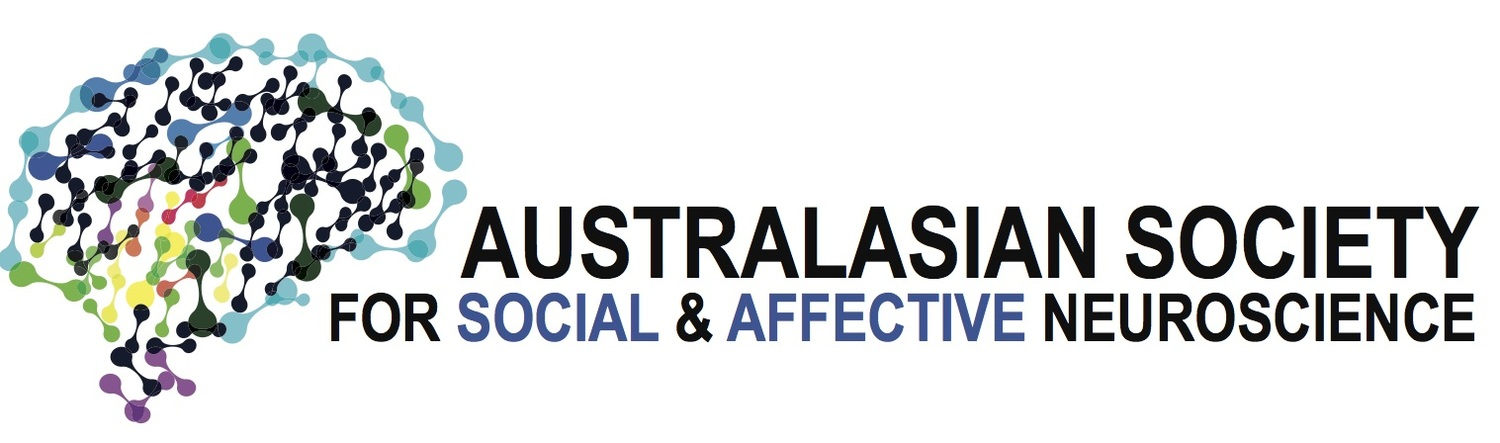 AUSTRALASIAN SOCIETY
FOR SOCIAL & AFFECTIVE NEUROSCIENCE